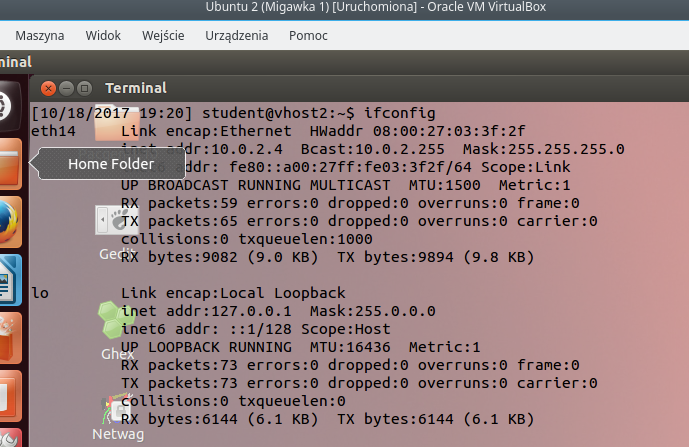 Ubuntu 2 (Migawka 1) [Uruchomiona] - Oracle VM VirtualBox
Maszyna Widok Wejście Urządzenia Pomoc
minal
Terminal
[10/18/2017 19:20] student@vhost2:~$ ifconfig
eth14 Link encap:Ethernet HWaddr 08:00:27:03:3f:2f
addr:10.0.2.4 Bcast:10.0.2.255 Mask:255.255.255.0
Home Folder
addr: fe80::a00:27ff:fe03:3f2f/64 Scope:Link
UP BROADCAST RUNNING MULTICAST MTU:1500 Metric:1
RX packets:59 errors:0 dropped:0 overruns:0 frame:0
TX packets:65 errors:0 dropped:0 overruns:0 carrier:0
collisions:0 txqueuelen:1000
Gedit
RX bytes:9082 (9.0 KB) TX bytes:9894 (9.8 KB)
lo Link encap:Local Loopback
inet addr:127.0.0.1 Mask:255.0.0.0
inet6 addr: ::1/128 Scope:Host
UP LOOPBACK RUNNING MTU:16436 Metric:1
Ghex
RX packets:73 errors:0 dropped:0 overruns:0 frame:0
TX packets:73 errors:0 dropped:0 overruns:0 carrier:0
collisions:0 txqueuelen:0
RX bytes:6144 (6.1 KB) TX bytes:6144 (6.1 KB)
Netwag